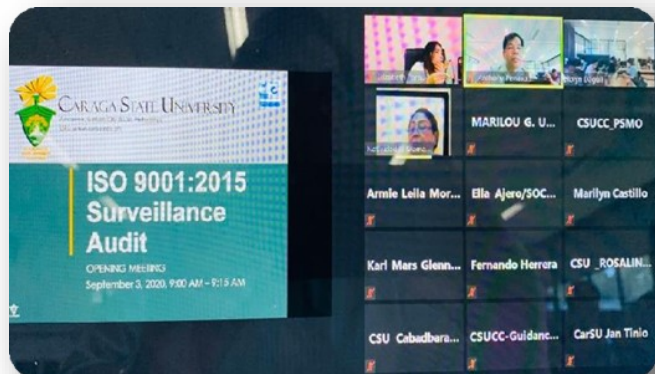 CARAGA STATE UNIVERSITY
ISO 9001:2015
Surveillance
Audit
OPENING MEETING
September 3, 2020, 9:00 AM – 9:15 AM
MARILOU G. U...
CSUCC_PSMO
Armie Leila Mor...
Ella Ajero/SOC...
Marilyn Castillo
Karl Mers Glenn...
Fernando Herrera
CSU _ROSALIN...
CSU Cabadbara...
CSUCC-Guidanc...
CarSU Jan Tinio